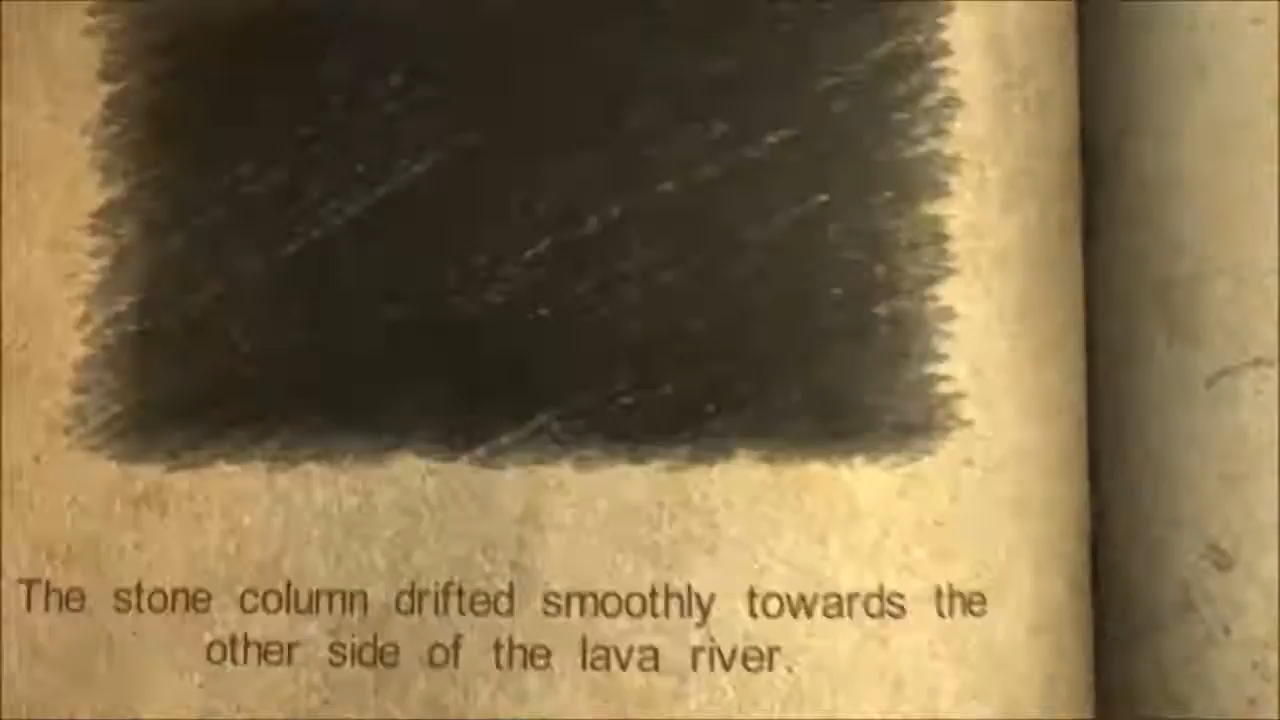 The stone column drifted smoothly towards the
other side of the lava river.